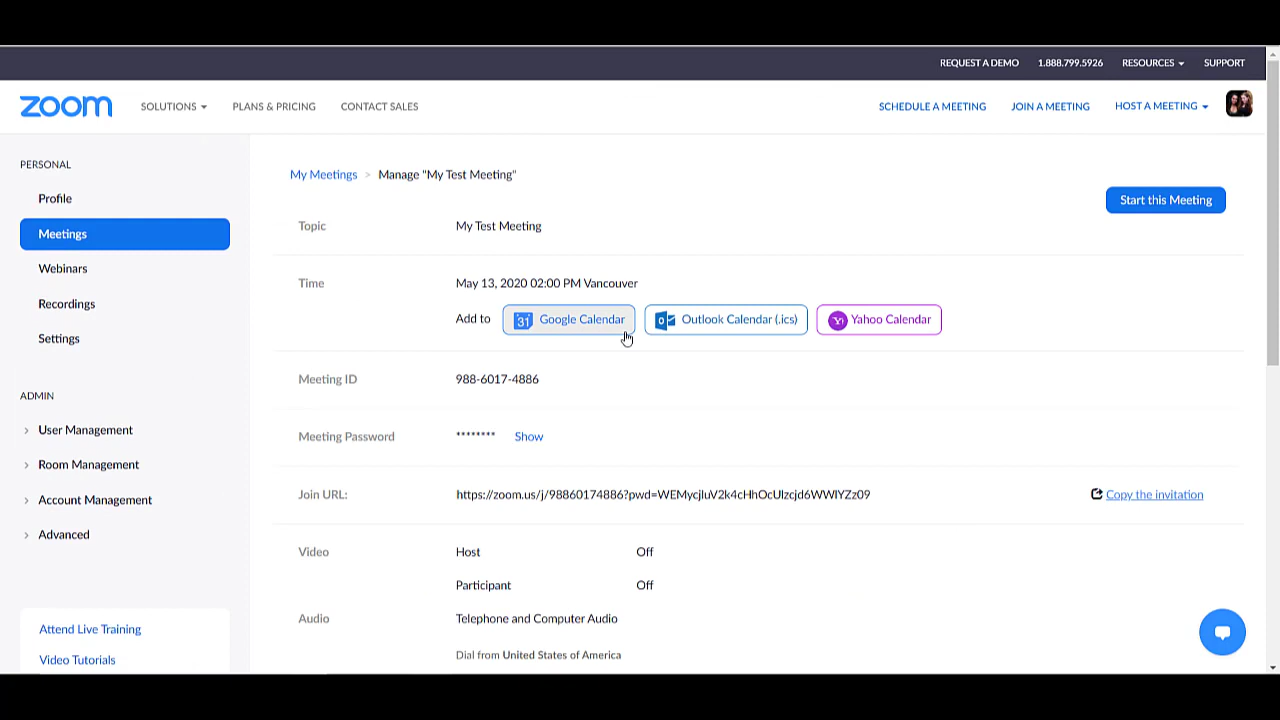 REQUEST A DEMO 1.888.799.5926 RESOURCES SUPPORT
zoom SOLUTIONS PLANS & PRICING CONTACT SALES SCHEDULE A MEETING JOIN A MEETING HOST A MEETING
PERSONAL
Profile
Meetings
Webinars
Recordings
Settings
ADMIN
User Management
Room Management
Account Management
Advanced
Attend Live Training
Video Tutorials
My Meetings > Manage "My Test Meeting"
Start this Meeting
Topic My Test Meeting
Time May 13, 2020 02:00 PM Vancouver
Add to 31 Google Calendar Outlook Calendar (.ics) Yahoo Calendar
Meeting ID 988-6017-4886
Meeting Password ******** Show
Join URL: https://zoom.us/j/98860174886?pwd=WEMycjluV2k4cHhOcUlzcjd6WWlYZz09 Copy the invitation
Video Host Off
Participant Off
Audio Telephone and Computer Audio
Dial from United States of America